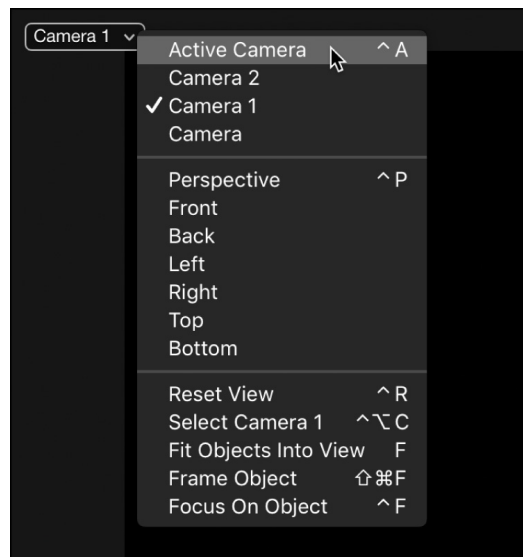 Camera 1
Active Camera ^ A
Camera 2
✓ Camera 1
Camera
Perspective ^ P
Front
Back
Left
Right
Top
Bottom
Reset View ^ R
Select Camera 1 ^⌥ C
Fit Objects Into View F
Frame Object ⇧⌘F
Focus On Object ^ F